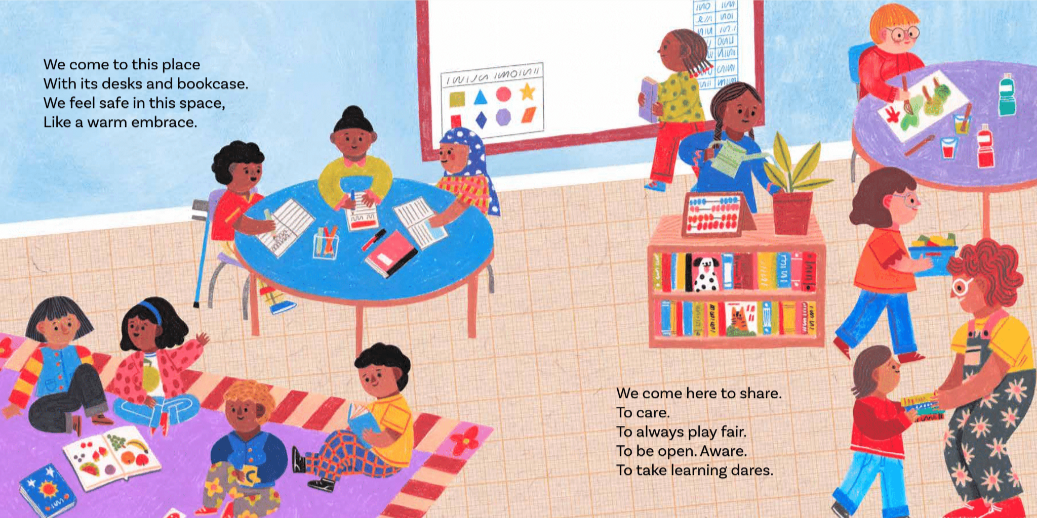 We come to this place
With its desks and bookcase.
We feel safe in this space,
Like a warm embrace.
We come here to share.
To care.
To always play fair.
To be open. Aware.
To take learning dares.